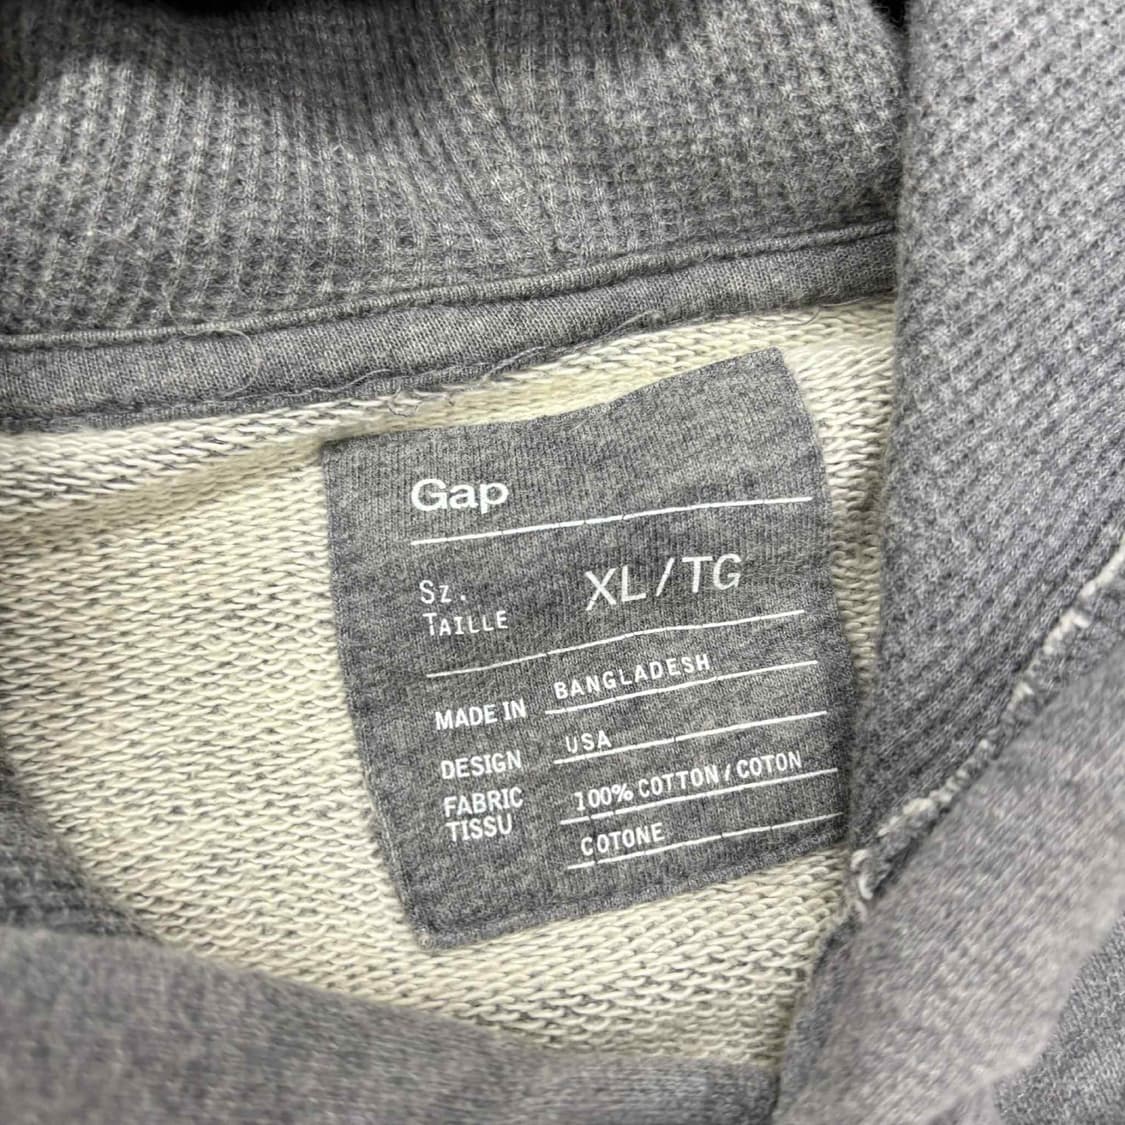 Gap
Sz.
TAILLE
XL/TG
MADE IN BANGLADESH
DESIGN USA
FABRIC
TISSU
100% COTTON / COTON
COTONE